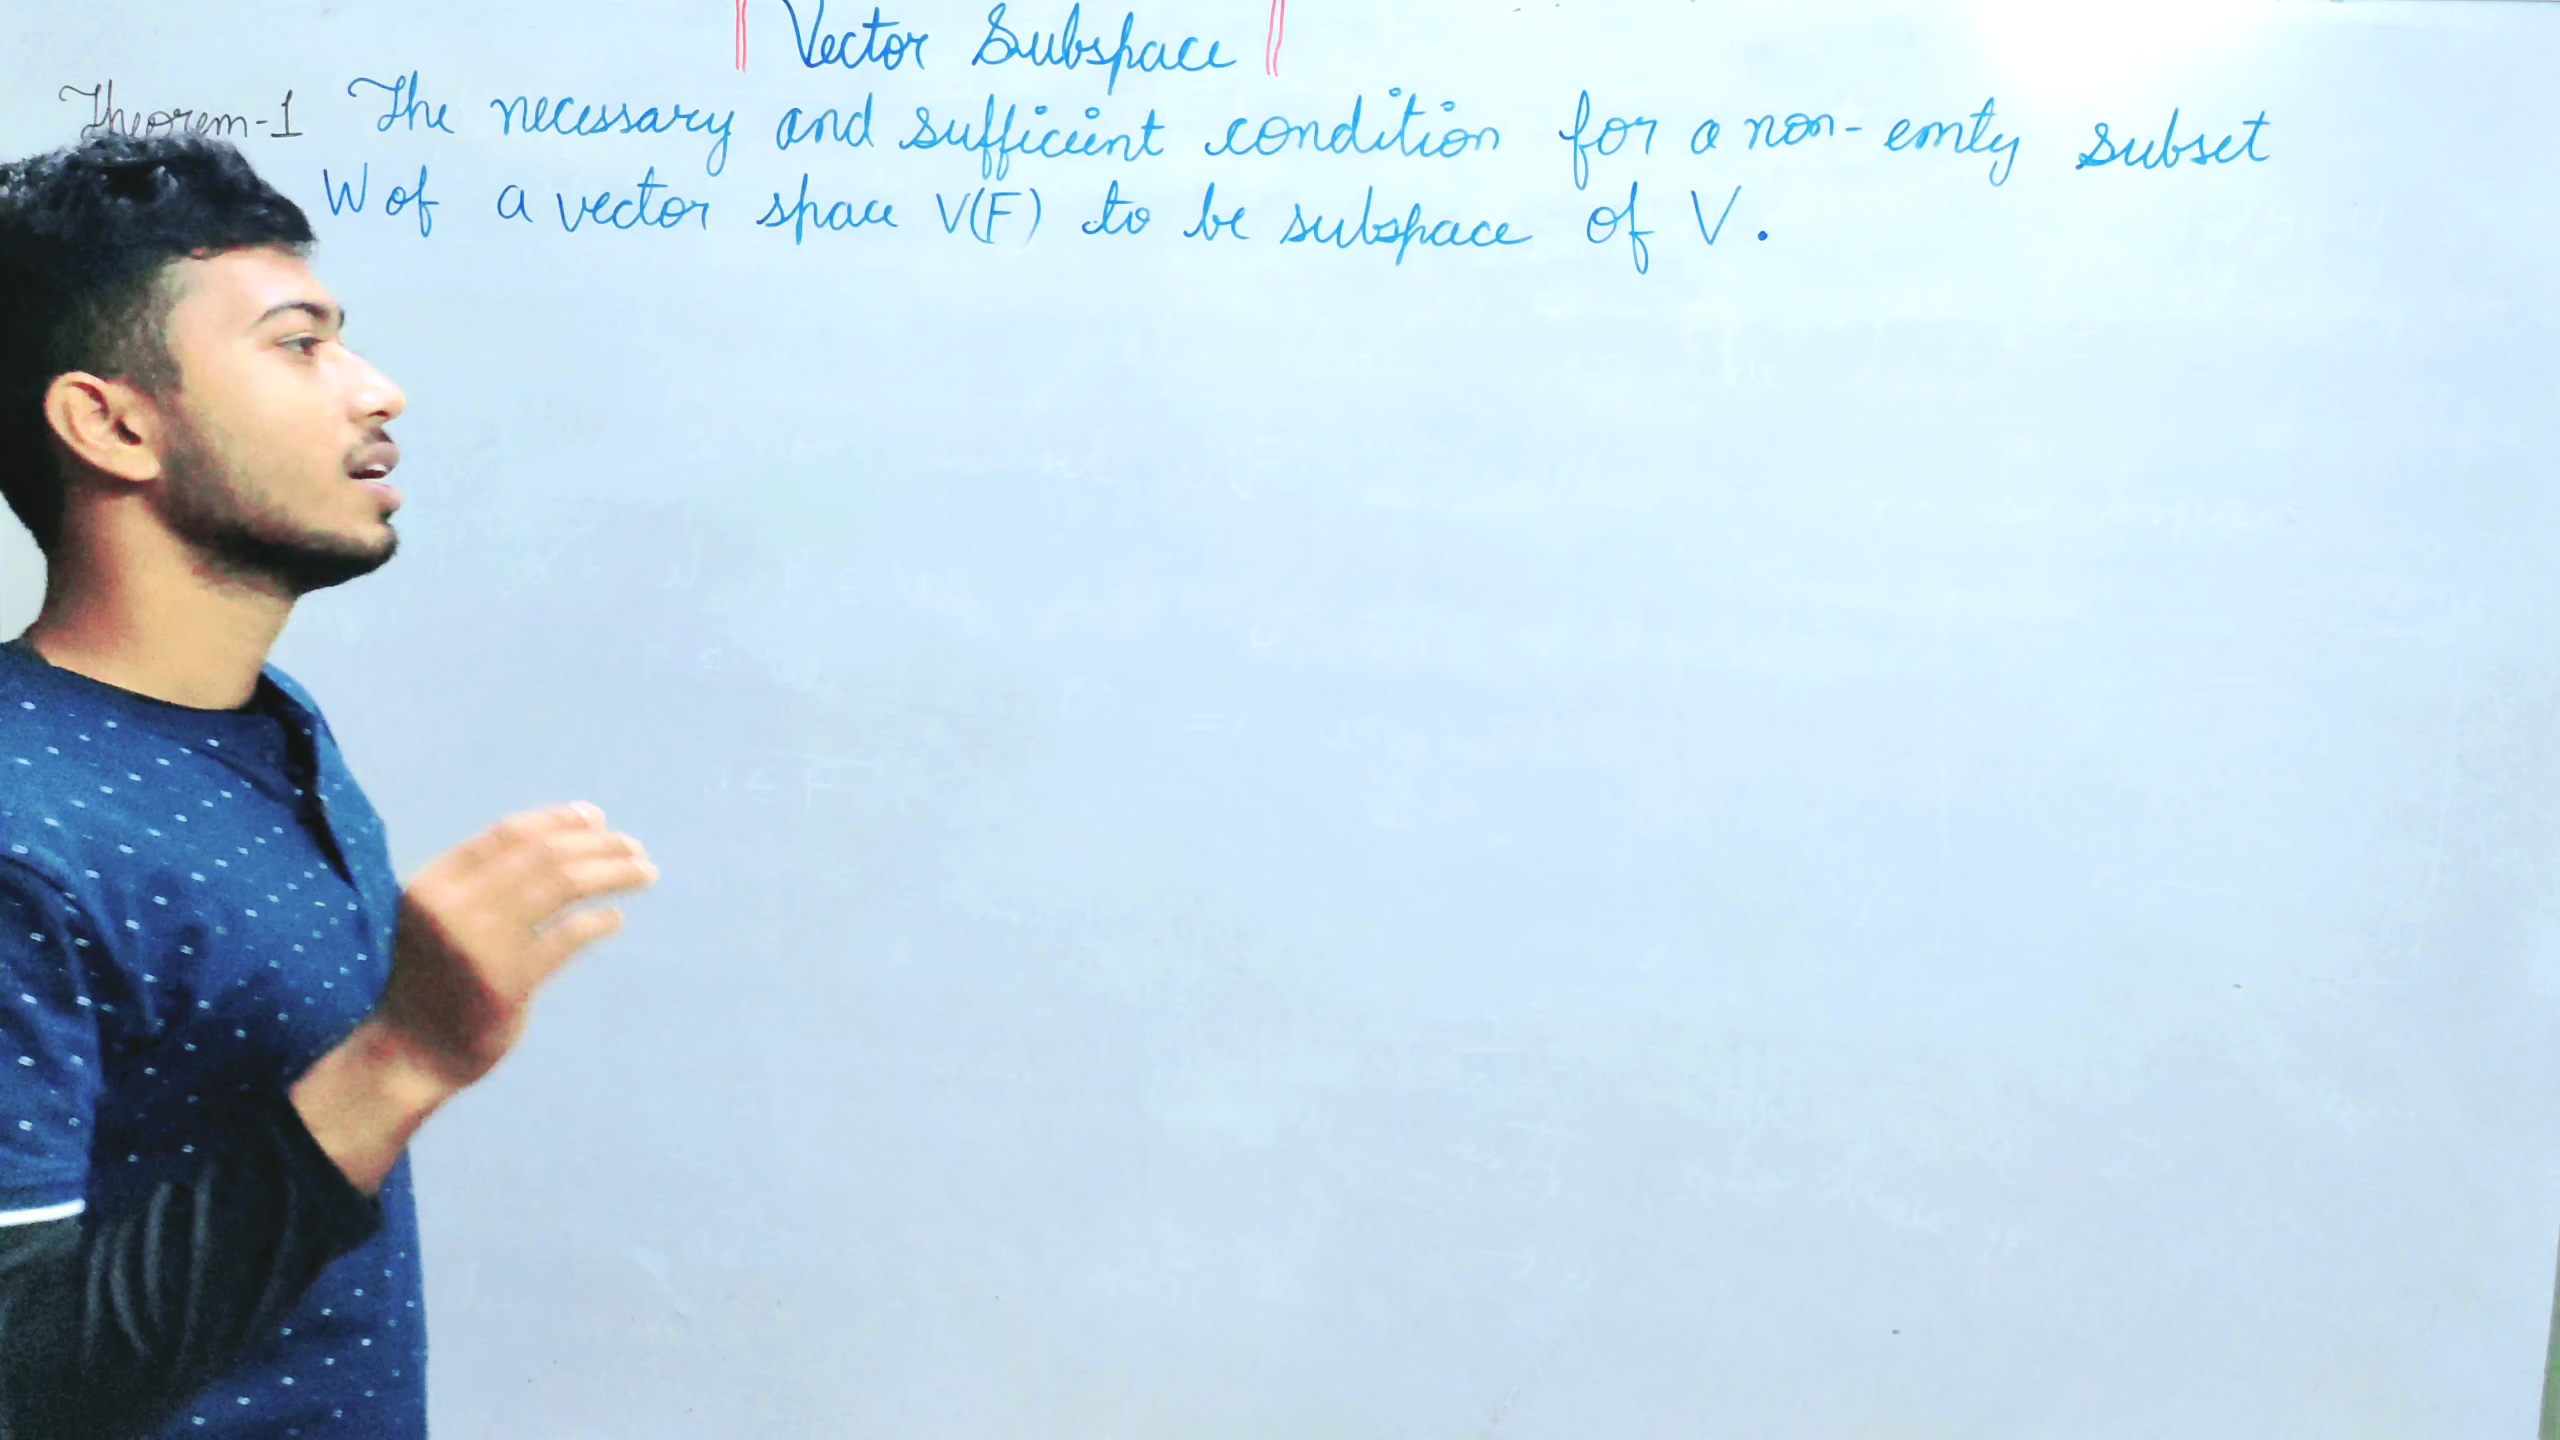 Vector Subspace
Theorem-1 The necessary and sufficient condition for a non-emty subset
W of a vector space V(F) to be subspace of V.